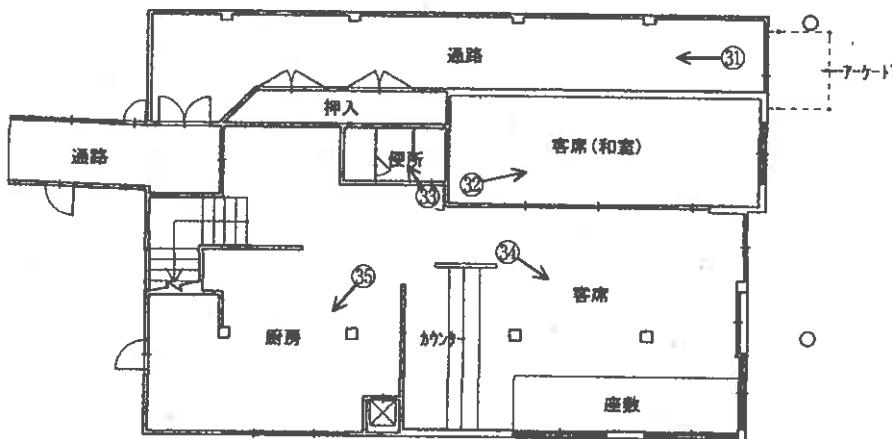 通路
㉛
アーケード
押入
通路
便所
客席(和室)
㉜
㉝
㉞
㉟
客席
厨房
カウンター
座敷